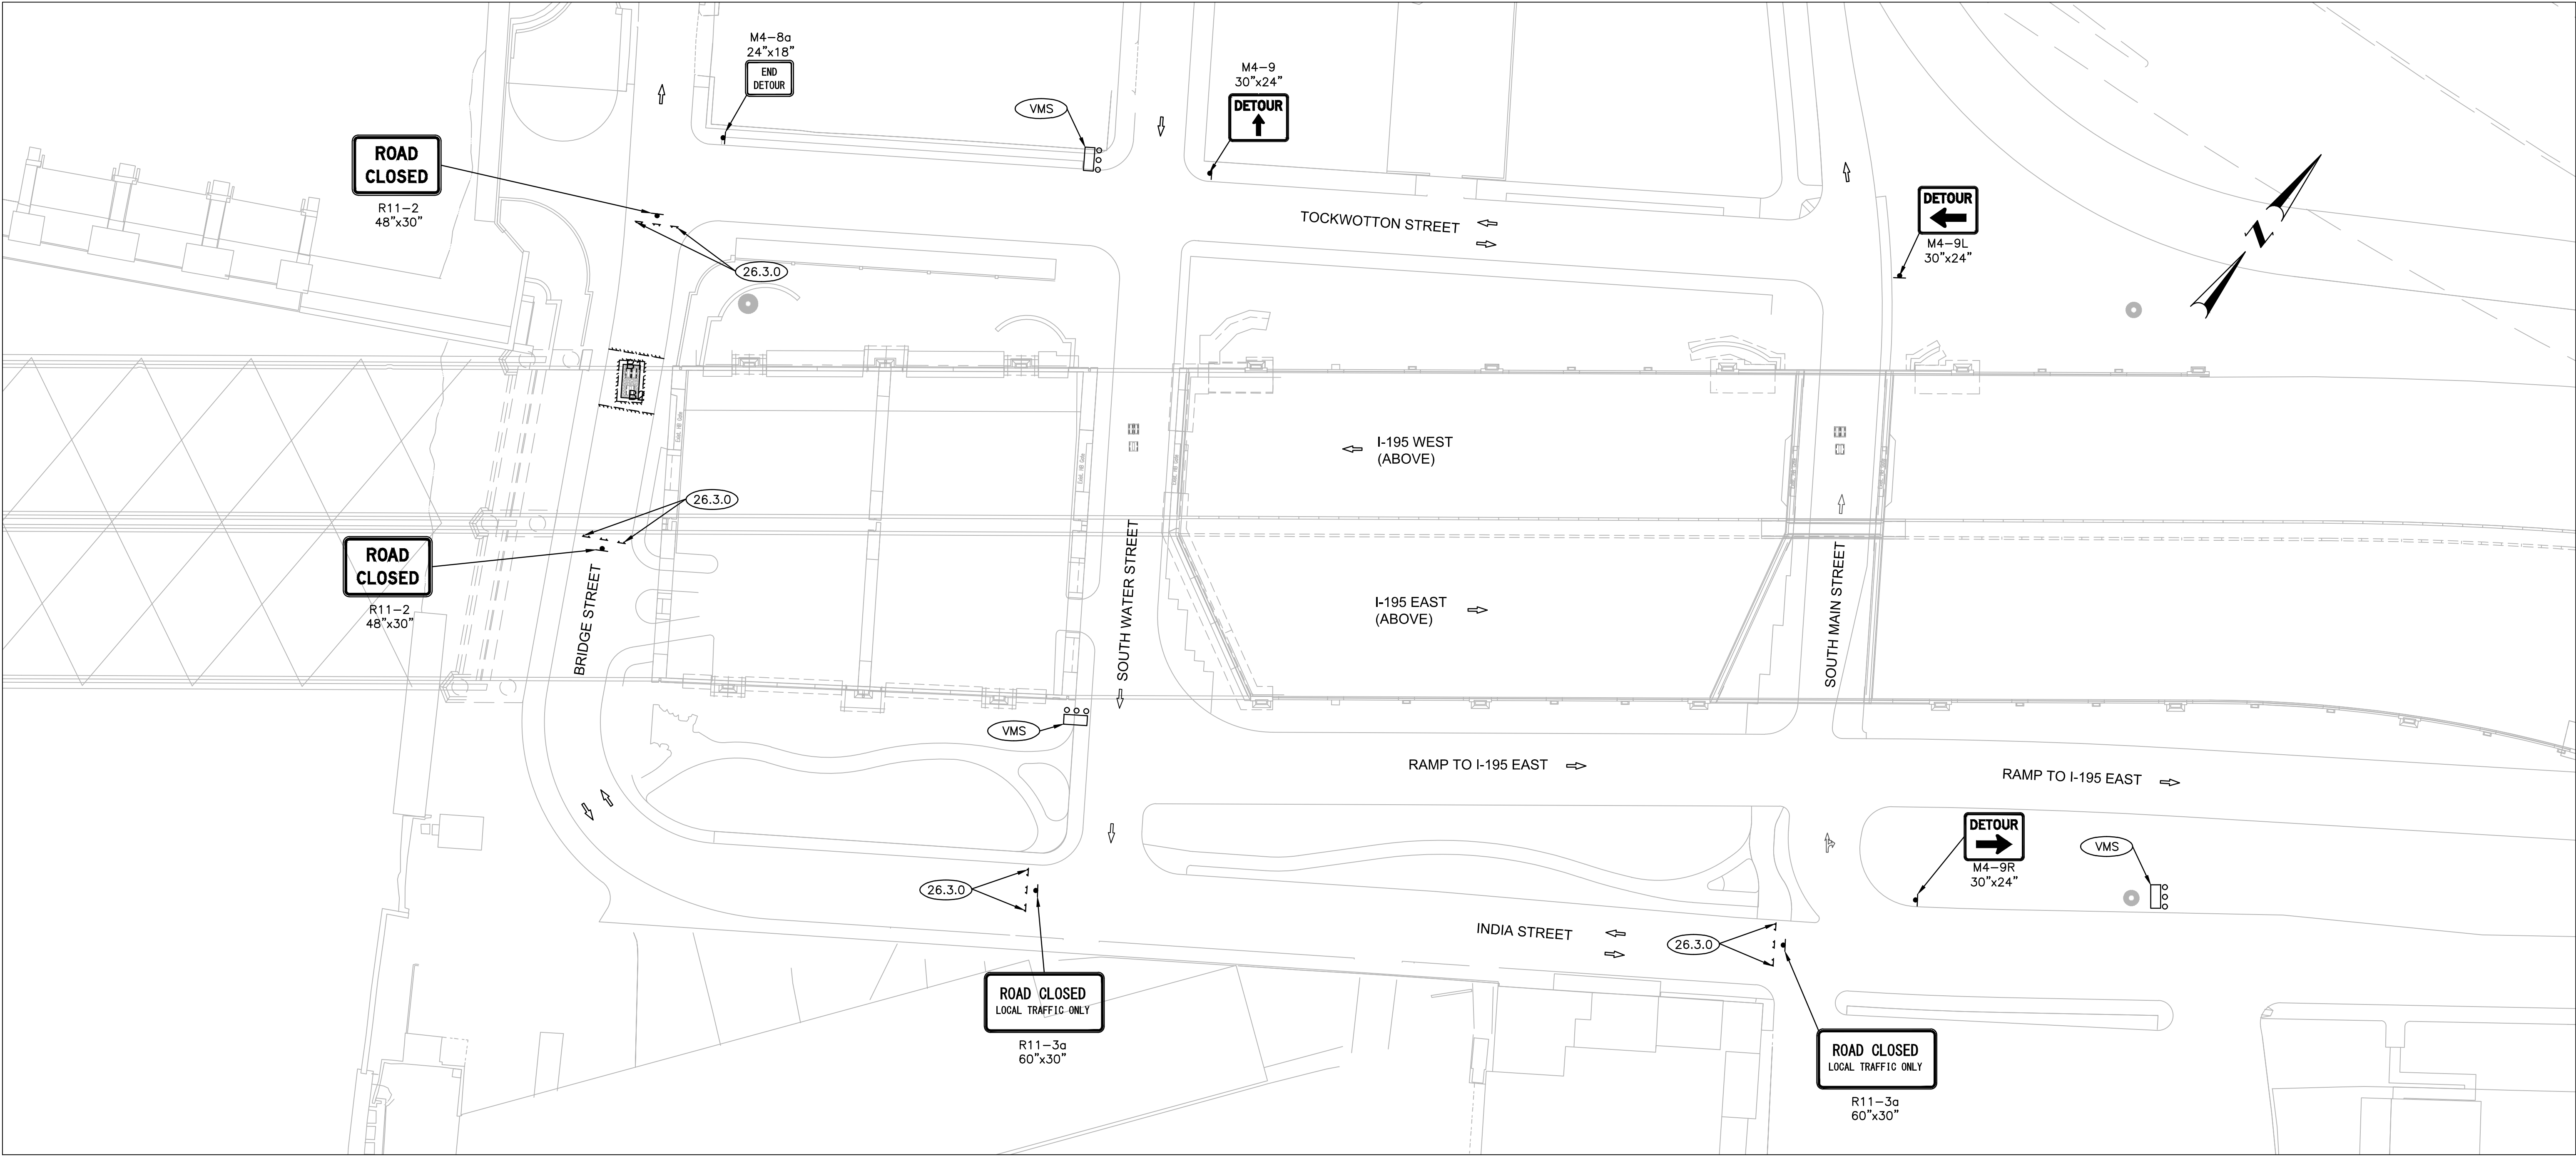 M4-8a
24"x18"
END
DETOUR
VMS
M4-9
30"x24"
DETOUR
ROAD
CLOSED
R11-2
48"x30"
26.3.0
TOCKWOTTON STREET
DETOUR
M4-9L
30"x24"
N
B2
I-195 WEST
(ABOVE)
26.3.0
ROAD
CLOSED
R11-2
48"x30"
BRIDGE STREET
SOUTH WATER STREET
I-195 EAST
(ABOVE)
SOUTH MAIN STREET
VMS
RAMP TO I-195 EAST
RAMP TO I-195 EAST
DETOUR
M4-9R
30"x24"
VMS
26.3.0
INDIA STREET
26.3.0
ROAD CLOSED
LOCAL TRAFFIC ONLY
R11-3a
60"x30"
ROAD CLOSED
LOCAL TRAFFIC ONLY
R11-3a
60"x30"